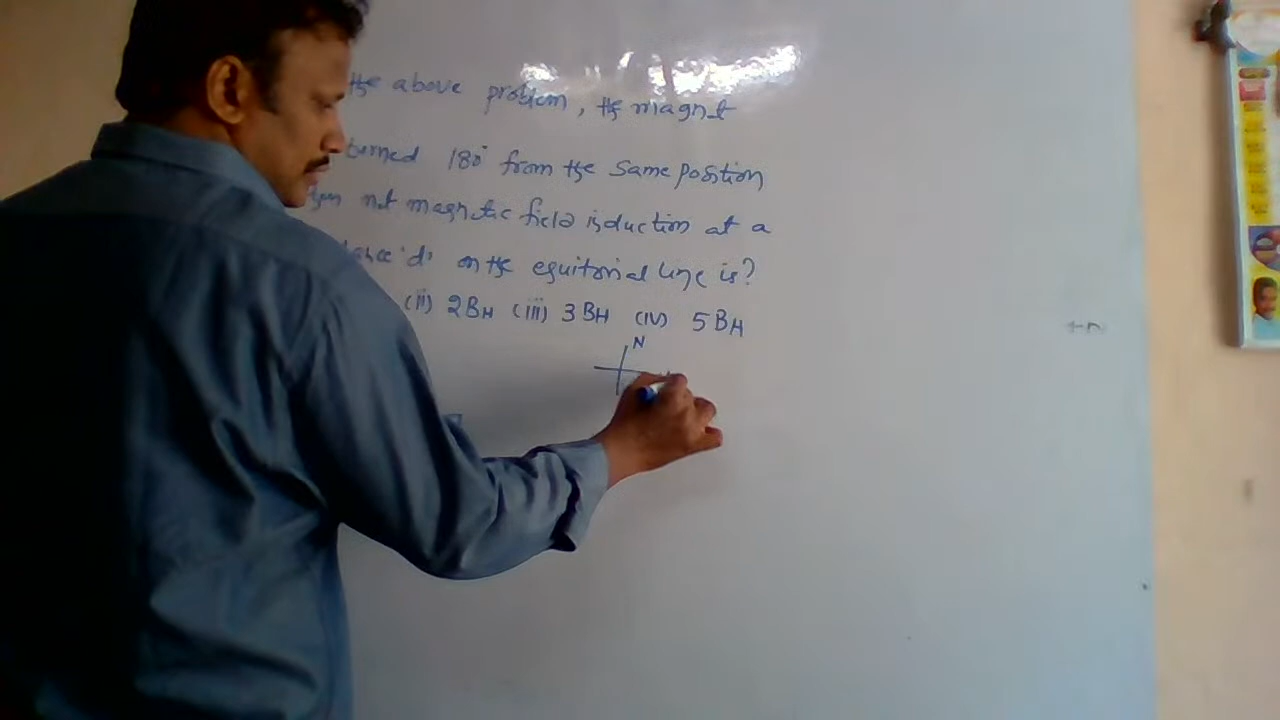 the above problem, the magnet
turned 180° from the same position
net magnetic field induction at a
'd' on the equitorial line is?
(ii) 2BH (iii) 3BH (iv) 5BH
N